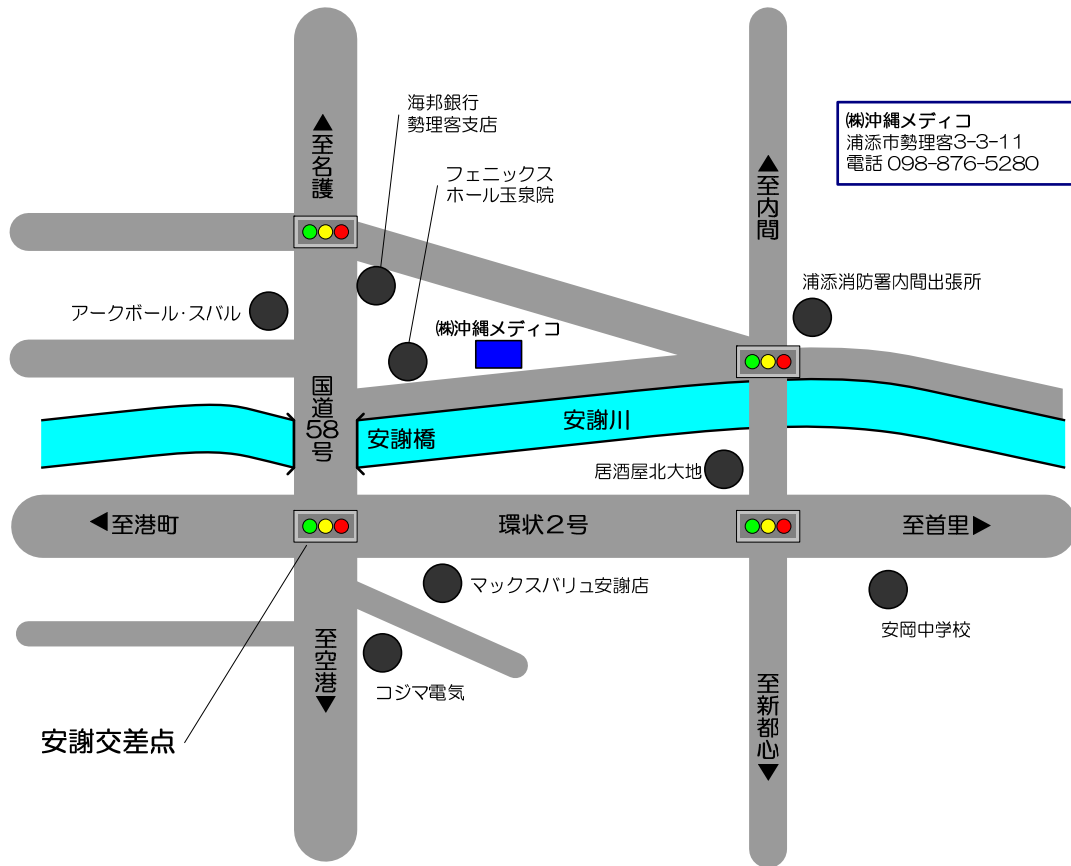 海邦銀行
勢理客支店
▲至名護
フェニックス
ホール玉泉院
㈱沖縄メディコ
浦添市勢理客3-3-11
電話 098-876-5280
▲至内間
浦添消防署内間出張所
アークボール・スバル
㈱沖縄メディコ
国道58号
安謝橋
安謝川
居酒屋北大地
◀至港町
環状２号
至首里▶
マックスバリュ安謝店
安岡中学校
至空港▼
コジマ電気
至新都心▼
安謝交差点